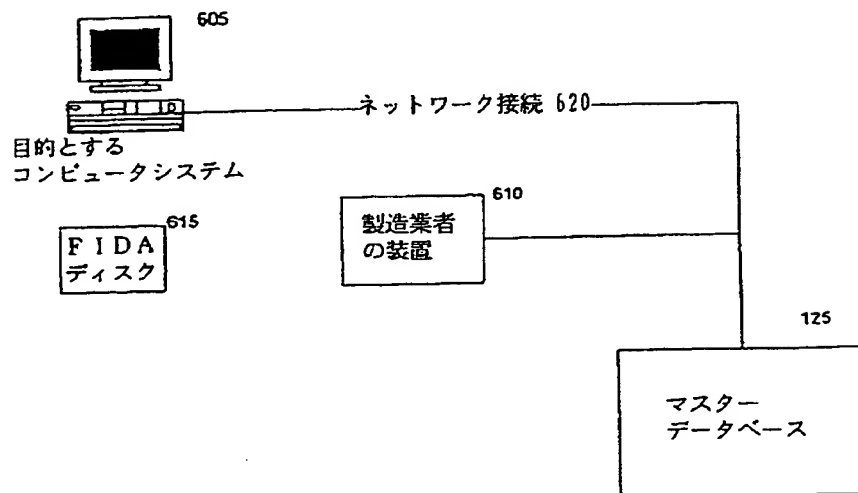 605
ネットワーク接続 620
目的とする
コンピュータシステム
615
FIDA
ディスク
610
製造業者
の装置
125
マスター
データベース